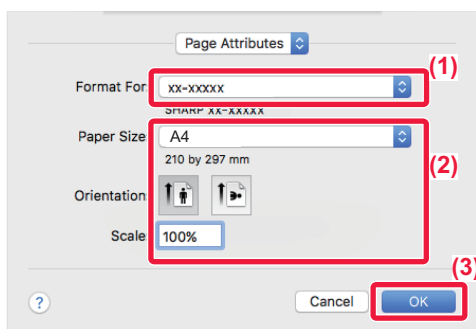 Page Attributes
(1)
Format For: xx-xxxxx
SHARP xx-xxxxx
Paper Size: A4
210 by 297 mm
(2)
Orientation:
Scale: 100%
(3)
? Cancel OK